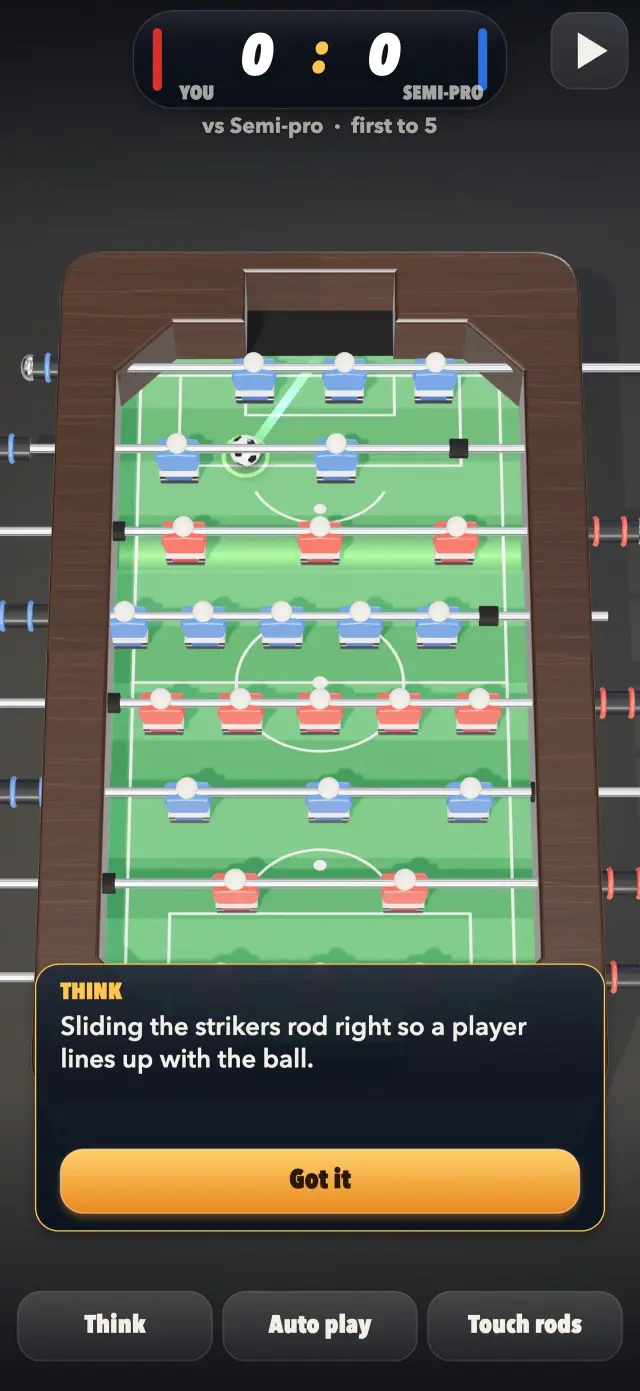 0 : 0
YOU
SEMI-PRO
vs Semi-pro · first to 5
THINK
Sliding the strikers rod right so a player
lines up with the ball.
Got it
Think
Auto play
Touch rods